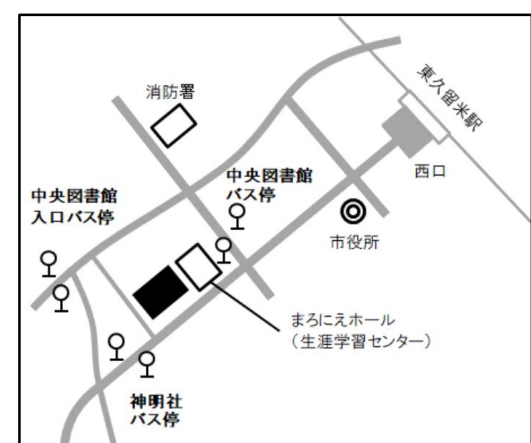 東久留米駅
消防署
西口
中央図書館
入口バス停
中央図書館
バス停
市役所
まろにえホール
（生涯学習センター）
神明社
バス停